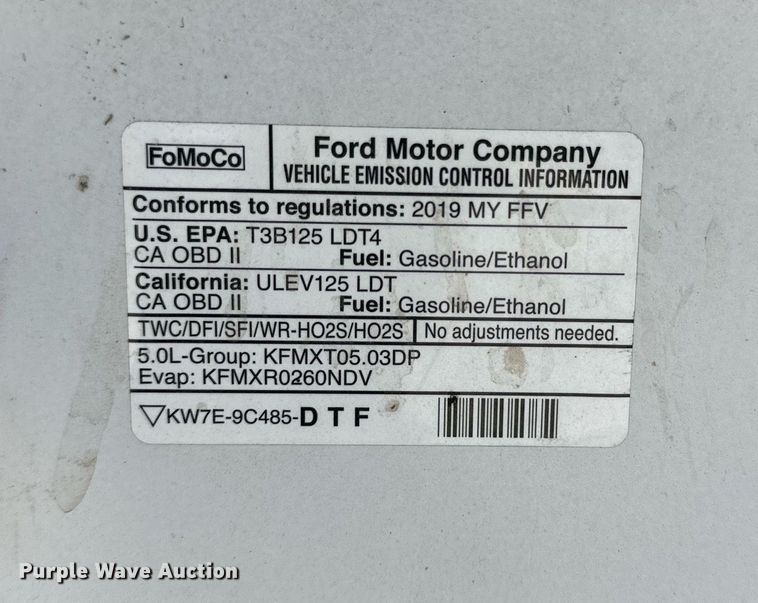 FoMoCo
Ford Motor Company
VEHICLE EMISSION CONTROL INFORMATION
Conforms to regulations: 2019 MY FFV
U.S. EPA: T3B125 LDT4
CA OBD II Fuel: Gasoline/Ethanol
California: ULEV125 LDT
CA OBD II Fuel: Gasoline/Ethanol
TWC/DFI/SFI/WR-HO2S/HO2S No adjustments needed.
5.0L-Group: KFMXT05.03DP
Evap: KFMXR0260NDV
▽KW7E-9C485-D T F
Purple Wave Auction